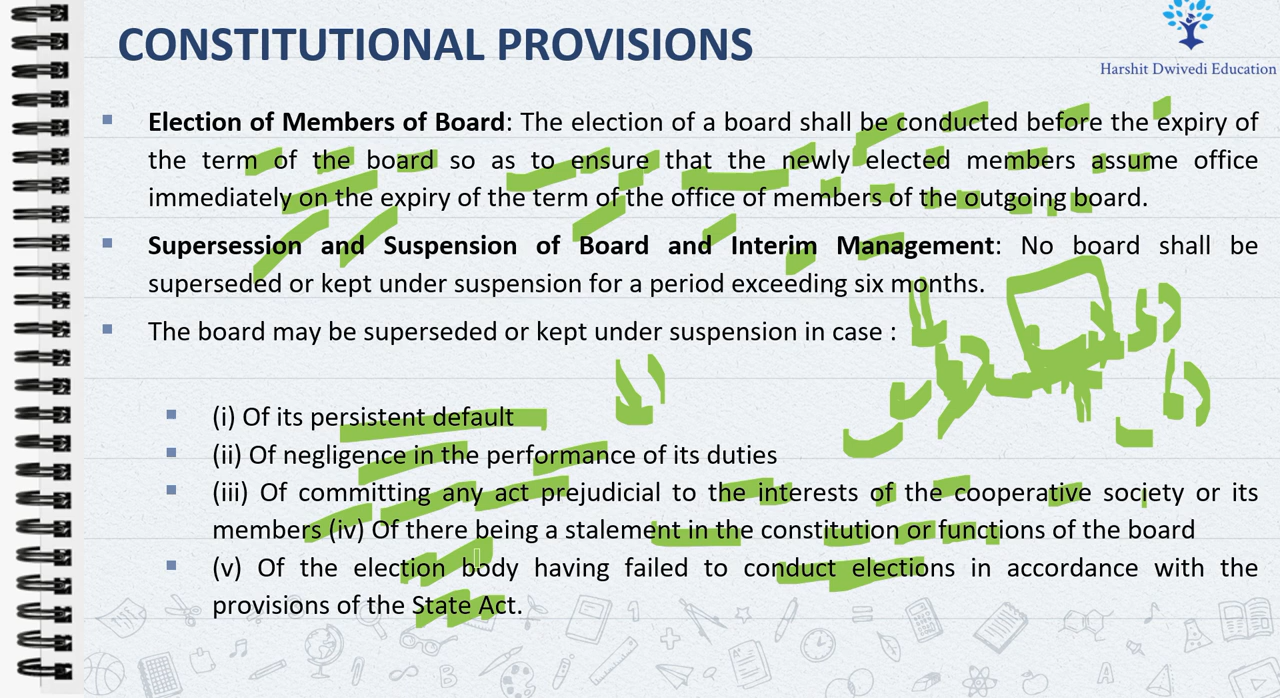 CONSTITUTIONAL PROVISIONS
Harshit Dwivedi Education
Election of Members of Board: The election of a board shall be conducted before the expiry of
the term of the board so as to ensure that the newly elected members assume office
immediately on the expiry of the term of the office of members of the outgoing board.
Supersession and Suspension of Board and Interim Management: No board shall be
superseded or kept under suspension for a period exceeding six months.
The board may be superseded or kept under suspension in case :
(i) Of its persistent default
(ii) Of negligence in the performance of its duties
(iii) Of committing any act prejudicial to the interests of the cooperative society or its
members (iv) Of there being a stalement in the constitution or functions of the board
(v) Of the election body having failed to conduct elections in accordance with the
provisions of the State Act.